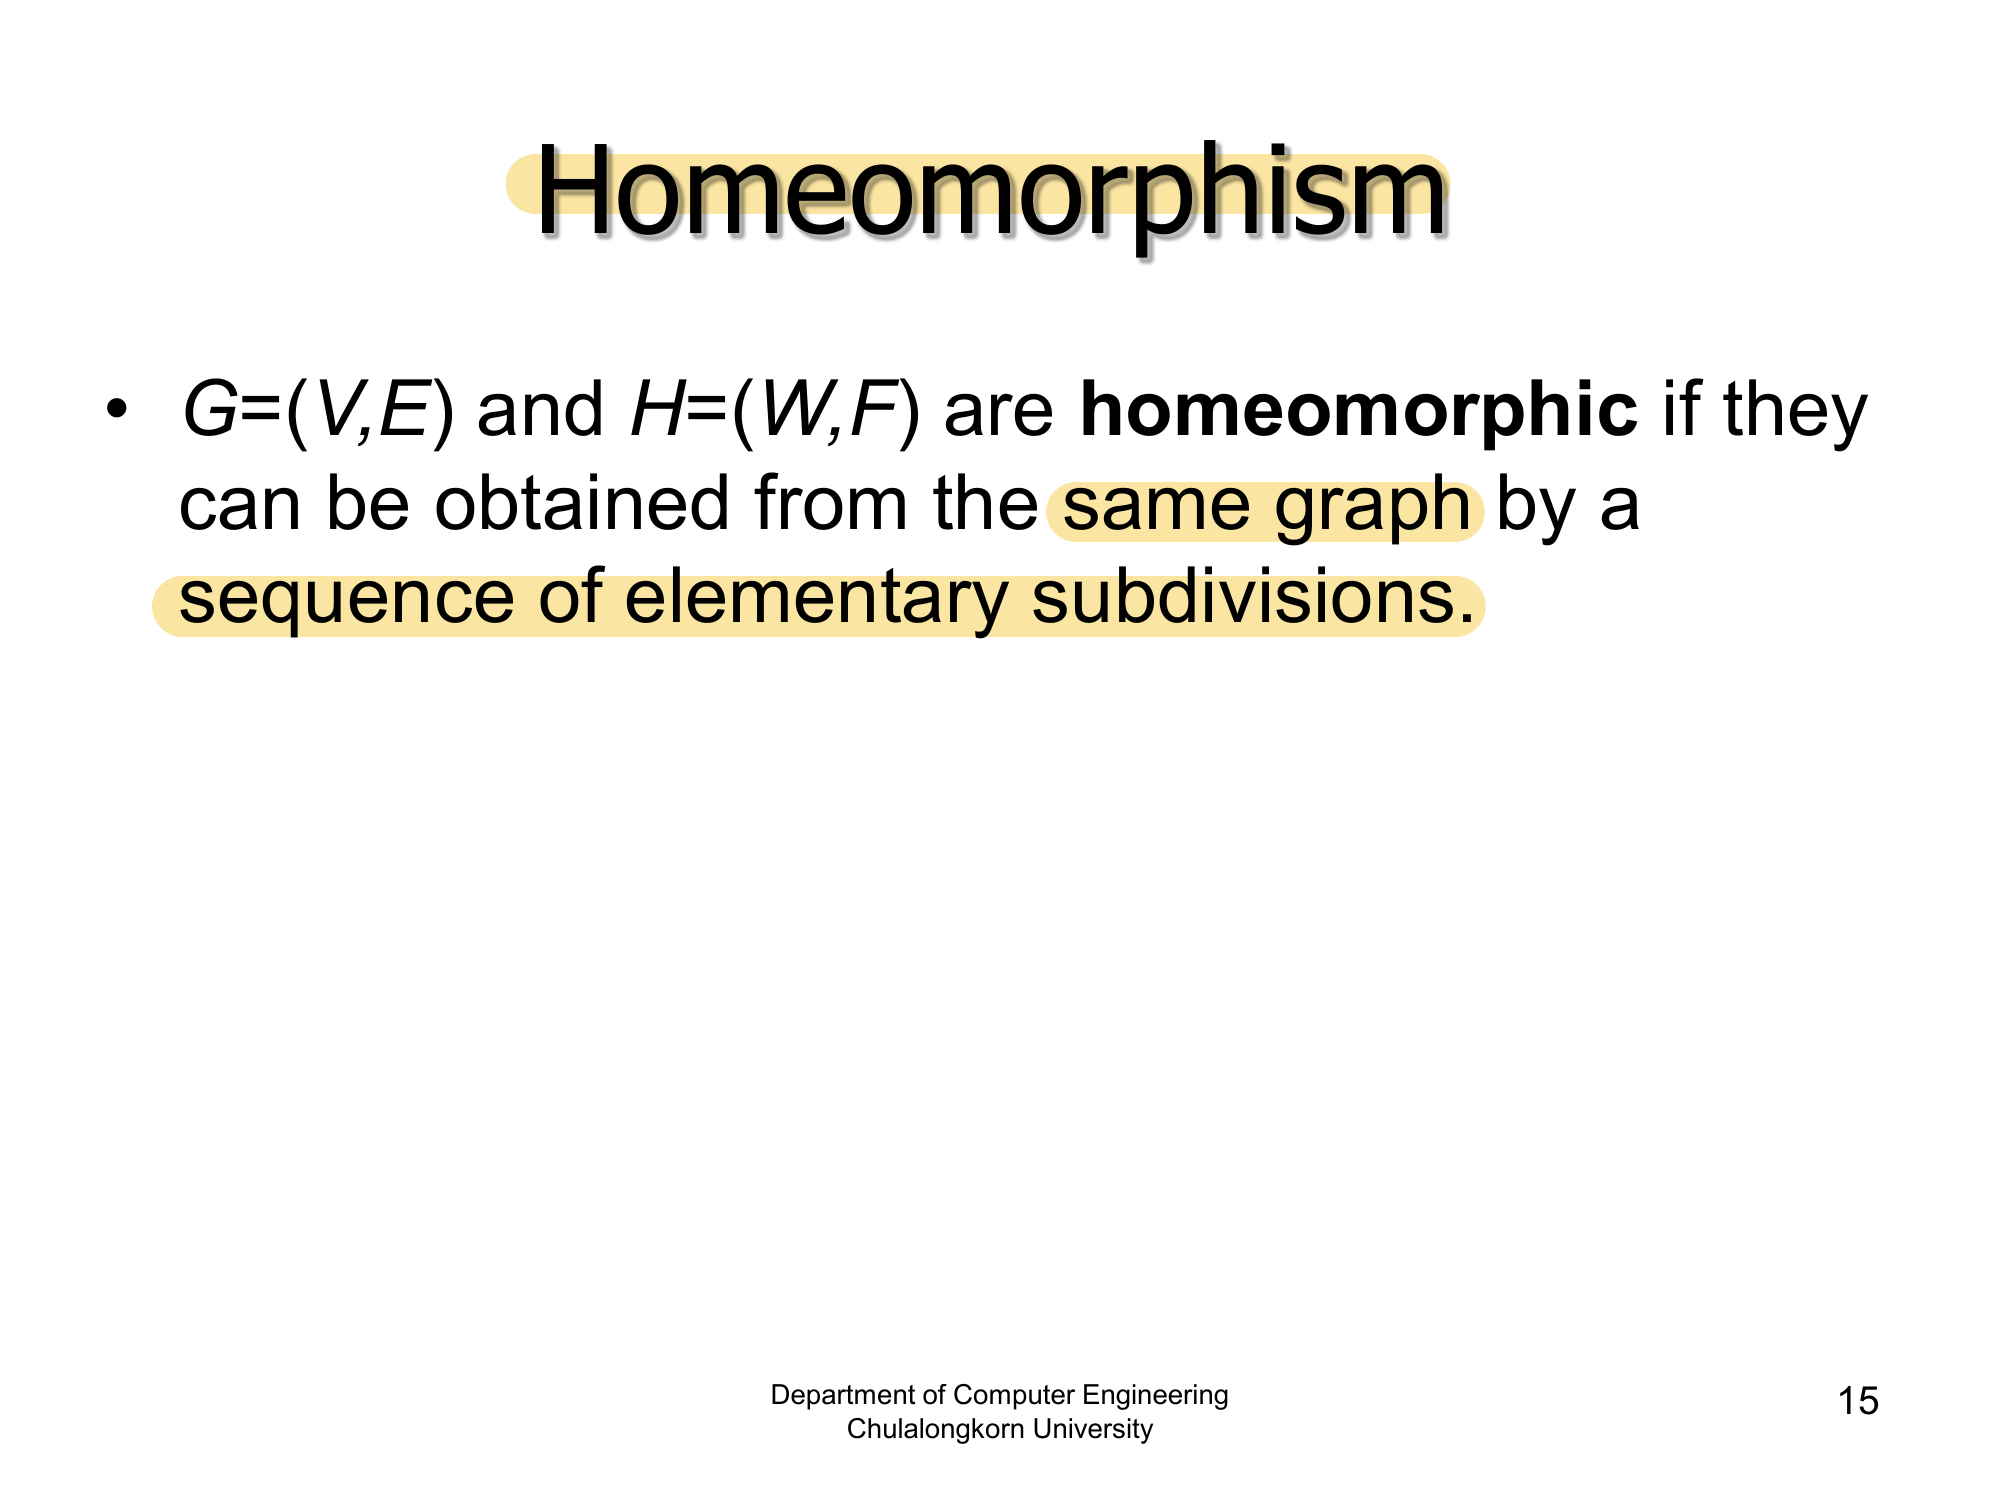 Homeomorphism
• G=(V,E) and H=(W,F) are homeomorphic if they
can be obtained from the same graph by a
sequence of elementary subdivisions.
Department of Computer Engineering
Chulalongkorn University
15